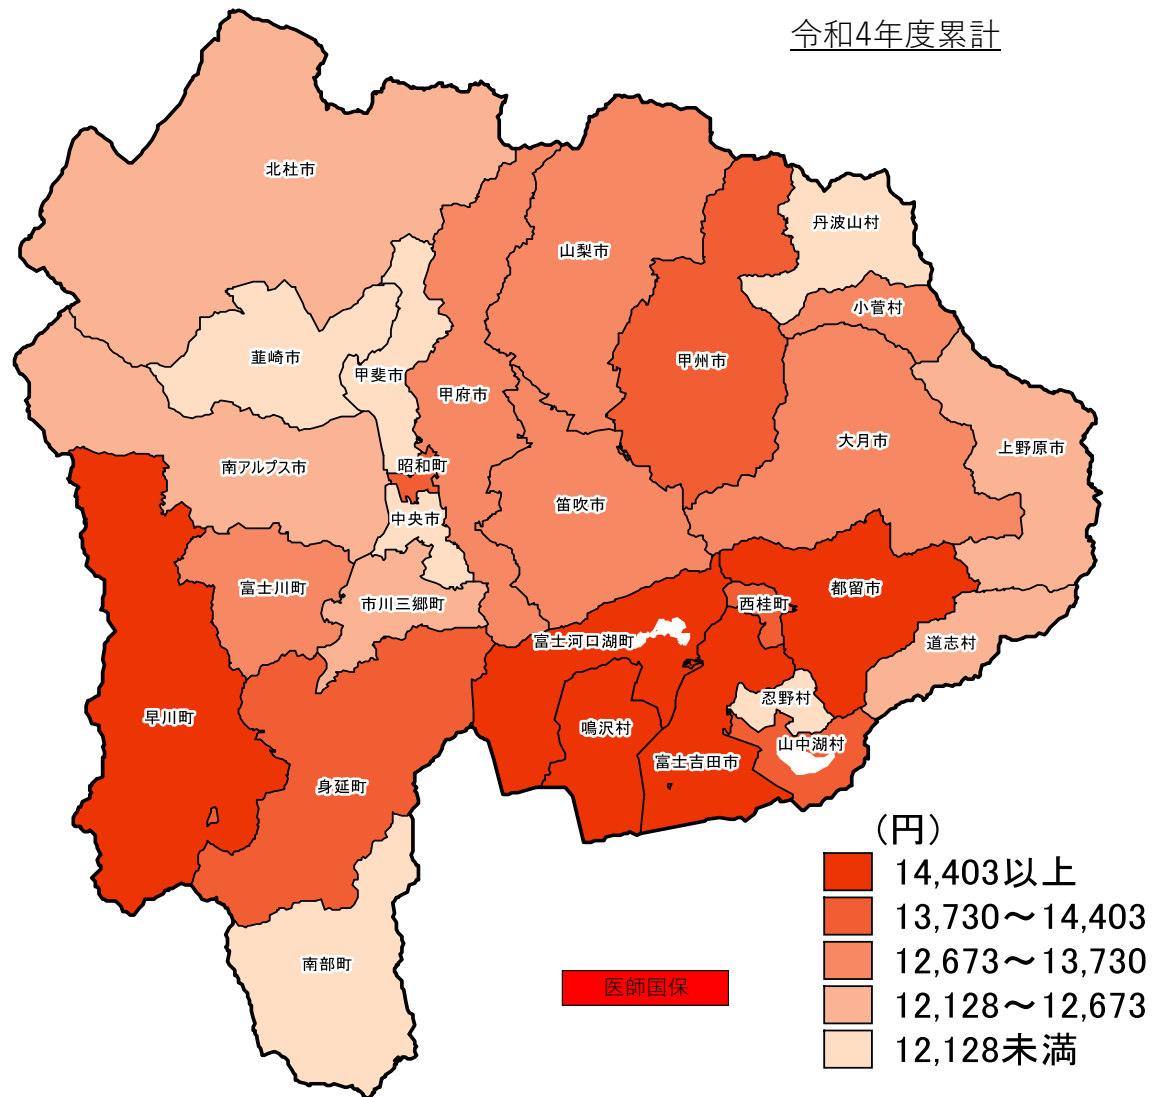 令和4年度累計
北杜市
丹波山村
山梨市
小菅村
韮崎市
甲斐市
甲州市
甲府市
大月市
上野原市
南アルプス市
昭和町
笛吹市
中央市
富士川町
都留市
市川三郷町
西桂町
富士河口湖町
道志村
忍野村
早川町
鳴沢村
山中湖村
富士吉田市
身延町
南部町
医師国保
(円)
14,403以上
13,730～14,403
12,673～13,730
12,128～12,673
12,128未満